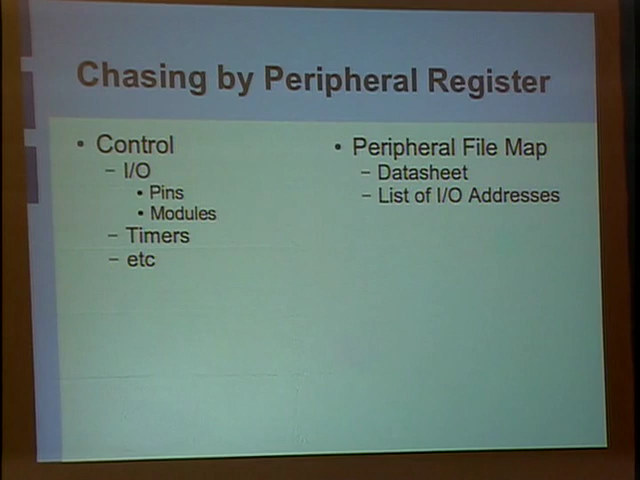 Chasing by Peripheral Register
• Control
– I/O
• Pins
• Modules
– Timers
– etc
• Peripheral File Map
– Datasheet
– List of I/O Addresses